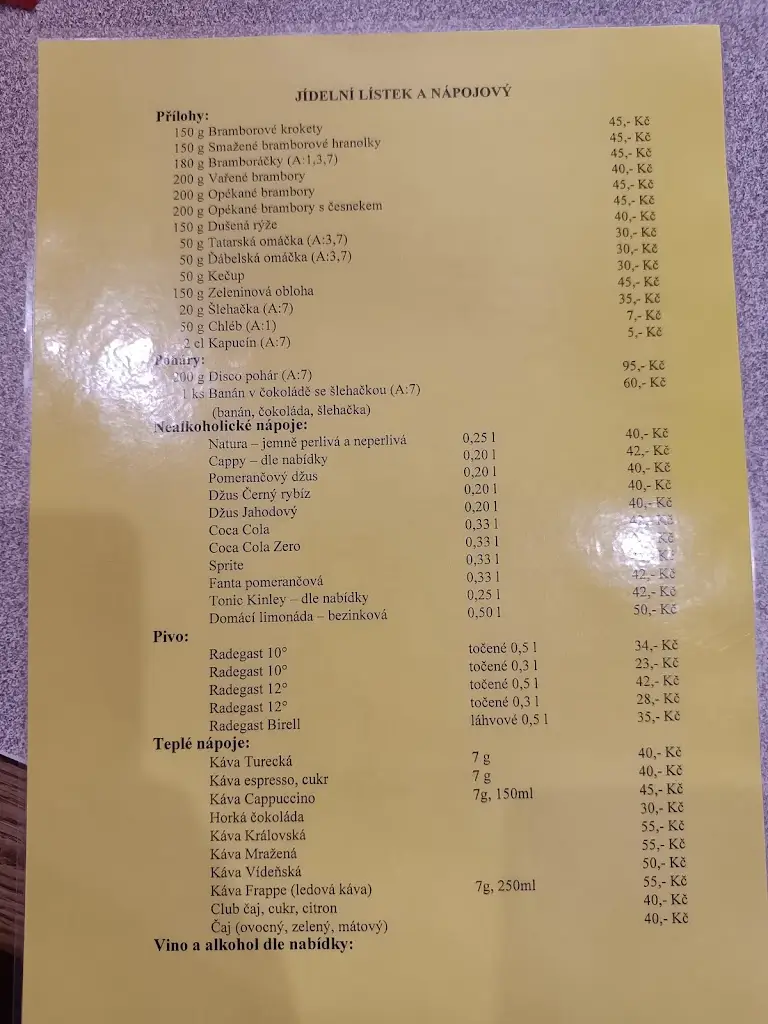 JÍDELNÍ LÍSTEK A NÁPOJOVÝ
Přílohy:
150 g Bramborové krokety 45,- Kč
150 g Smažené bramborové hranolky 45,- Kč
180 g Bramboráčky (A:1,3,7) 45,- Kč
200 g Vařené brambory 40,- Kč
200 g Opékané brambory 45,- Kč
200 g Opékané brambory s česnekem 45,- Kč
150 g Dušená rýže 40,- Kč
50 g Tatarská omáčka (A:3,7) 30,- Kč
50 g Ďábelská omáčka (A:3,7) 30,- Kč
50 g Kečup 30,- Kč
150 g Zeleninová obloha 45,- Kč
20 g Šlehačka (A:7) 35,- Kč
50 g Chléb (A:1) 7,- Kč
2 cl Kapucín (A:7) 5,- Kč
Poháry:
200 g Disco pohár (A:7) 95,- Kč
1 ks Banán v čokoládě se šlehačkou (A:7) 60,- Kč
(banán, čokoláda, šlehačka)
Nealkoholické nápoje:
Natura – jemně perlivá a neperlivá 0,25 l 40,- Kč
Cappy – dle nabídky 0,20 l 42,- Kč
Pomerančový džus 0,20 l 40,- Kč
Džus Černý rybíz 0,20 l 40,- Kč
Džus Jahodový 0,20 l 40,- Kč
Coca Cola 0,33 l Kč
Coca Cola Zero 0,33 l Kč
Sprite 0,33 l Kč
Fanta pomerančová 0,33 l 42,- Kč
Tonic Kinley – dle nabídky 0,25 l 42,- Kč
Domácí limonáda – bezinková 0,50 l 50,- Kč
Pivo:
Radegast 10° točené 0,5 l 34,- Kč
Radegast 10° točené 0,3 l 23,- Kč
Radegast 12° točené 0,5 l 42,- Kč
Radegast 12° točené 0,3 l 28,- Kč
Radegast Birell láhvové 0,5 l 35,- Kč
Teplé nápoje:
Káva Turecká 7 g 40,- Kč
Káva espresso, cukr 7 g 40,- Kč
Káva Cappuccino 7g, 150ml 45,- Kč
Horká čokoláda 30,- Kč
Káva Královská 55,- Kč
Káva Mražená 55,- Kč
Káva Vídeňská 50,- Kč
Káva Frappe (ledová káva) 7g, 250ml 55,- Kč
Club čaj, cukr, citron 40,- Kč
Čaj (ovocný, zelený, mátový) 40,- Kč
Vino a alkohol dle nabídky: